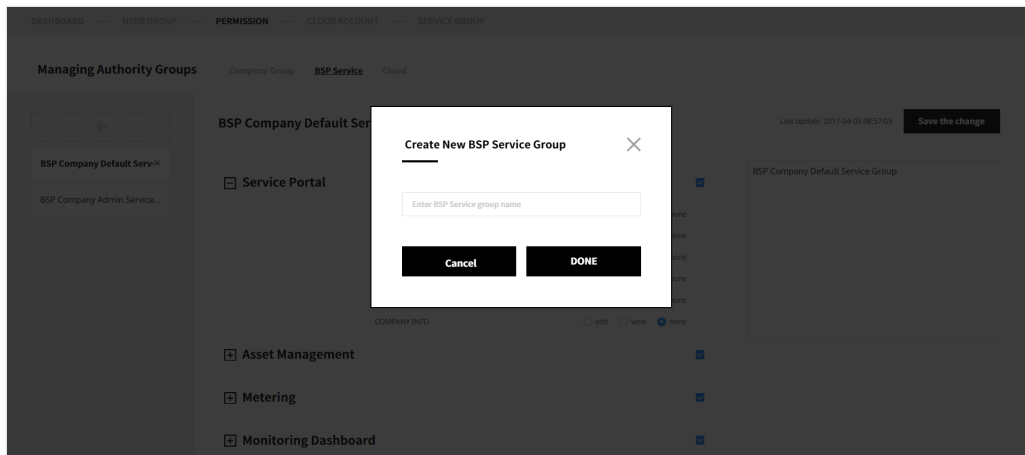 DASHBOARD USER GROUP PERMISSION CLOUD ACCOUNT SERVICE GROUP
Managing Authority Groups Company Group BSP Service Cloud
BSP Company Default Ser
Last update: 2017-04-03 08:57:03 Save the change
Create New BSP Service Group
BSP Company Default Serv
BSP Company Admin Service...
Service Portal
BSP Company Default Service Group
Enter BSP Service group name
none
none
none
none
none
Cancel DONE
COMPANY INFO edit view none
Asset Management
Metering
Monitoring Dashboard